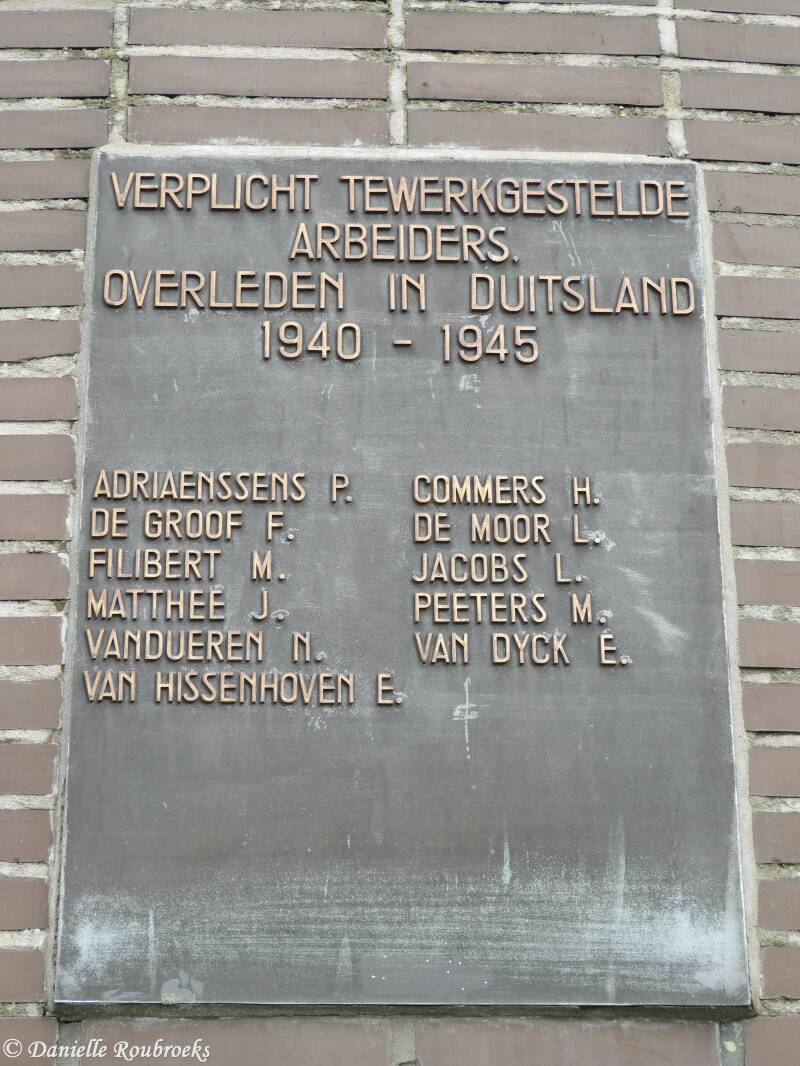 VERPLICHT TEWERKGESTELDE
ARBEIDERS.
OVERLEDEN IN DUITSLAND
1940 - 1945
ADRIAENSSENS P.
DE GROOF F.
FILIBERT M.
MATTHEE J.
VANDUEREN N.
VAN HISSENHOVEN E.
COMMERS H.
DE MOOR L.
JACOBS L.
PEETERS M.
VAN DYCK E.
© Danielle Roubroeks